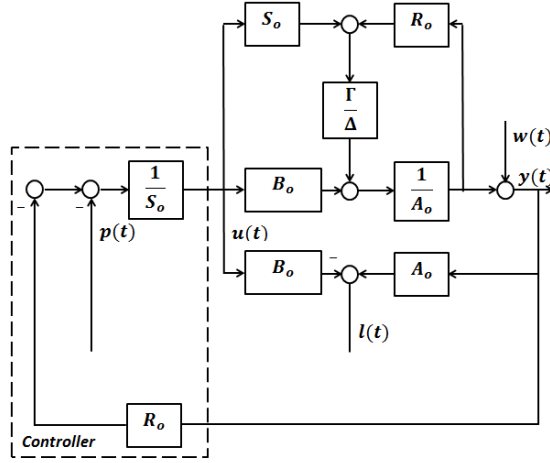 S_o
R_o
Γ
Δ
w(t)
1
S_o
B_o
1
A_o
y(t)
p(t)
u(t)
B_o
A_o
l(t)
R_o
Controller